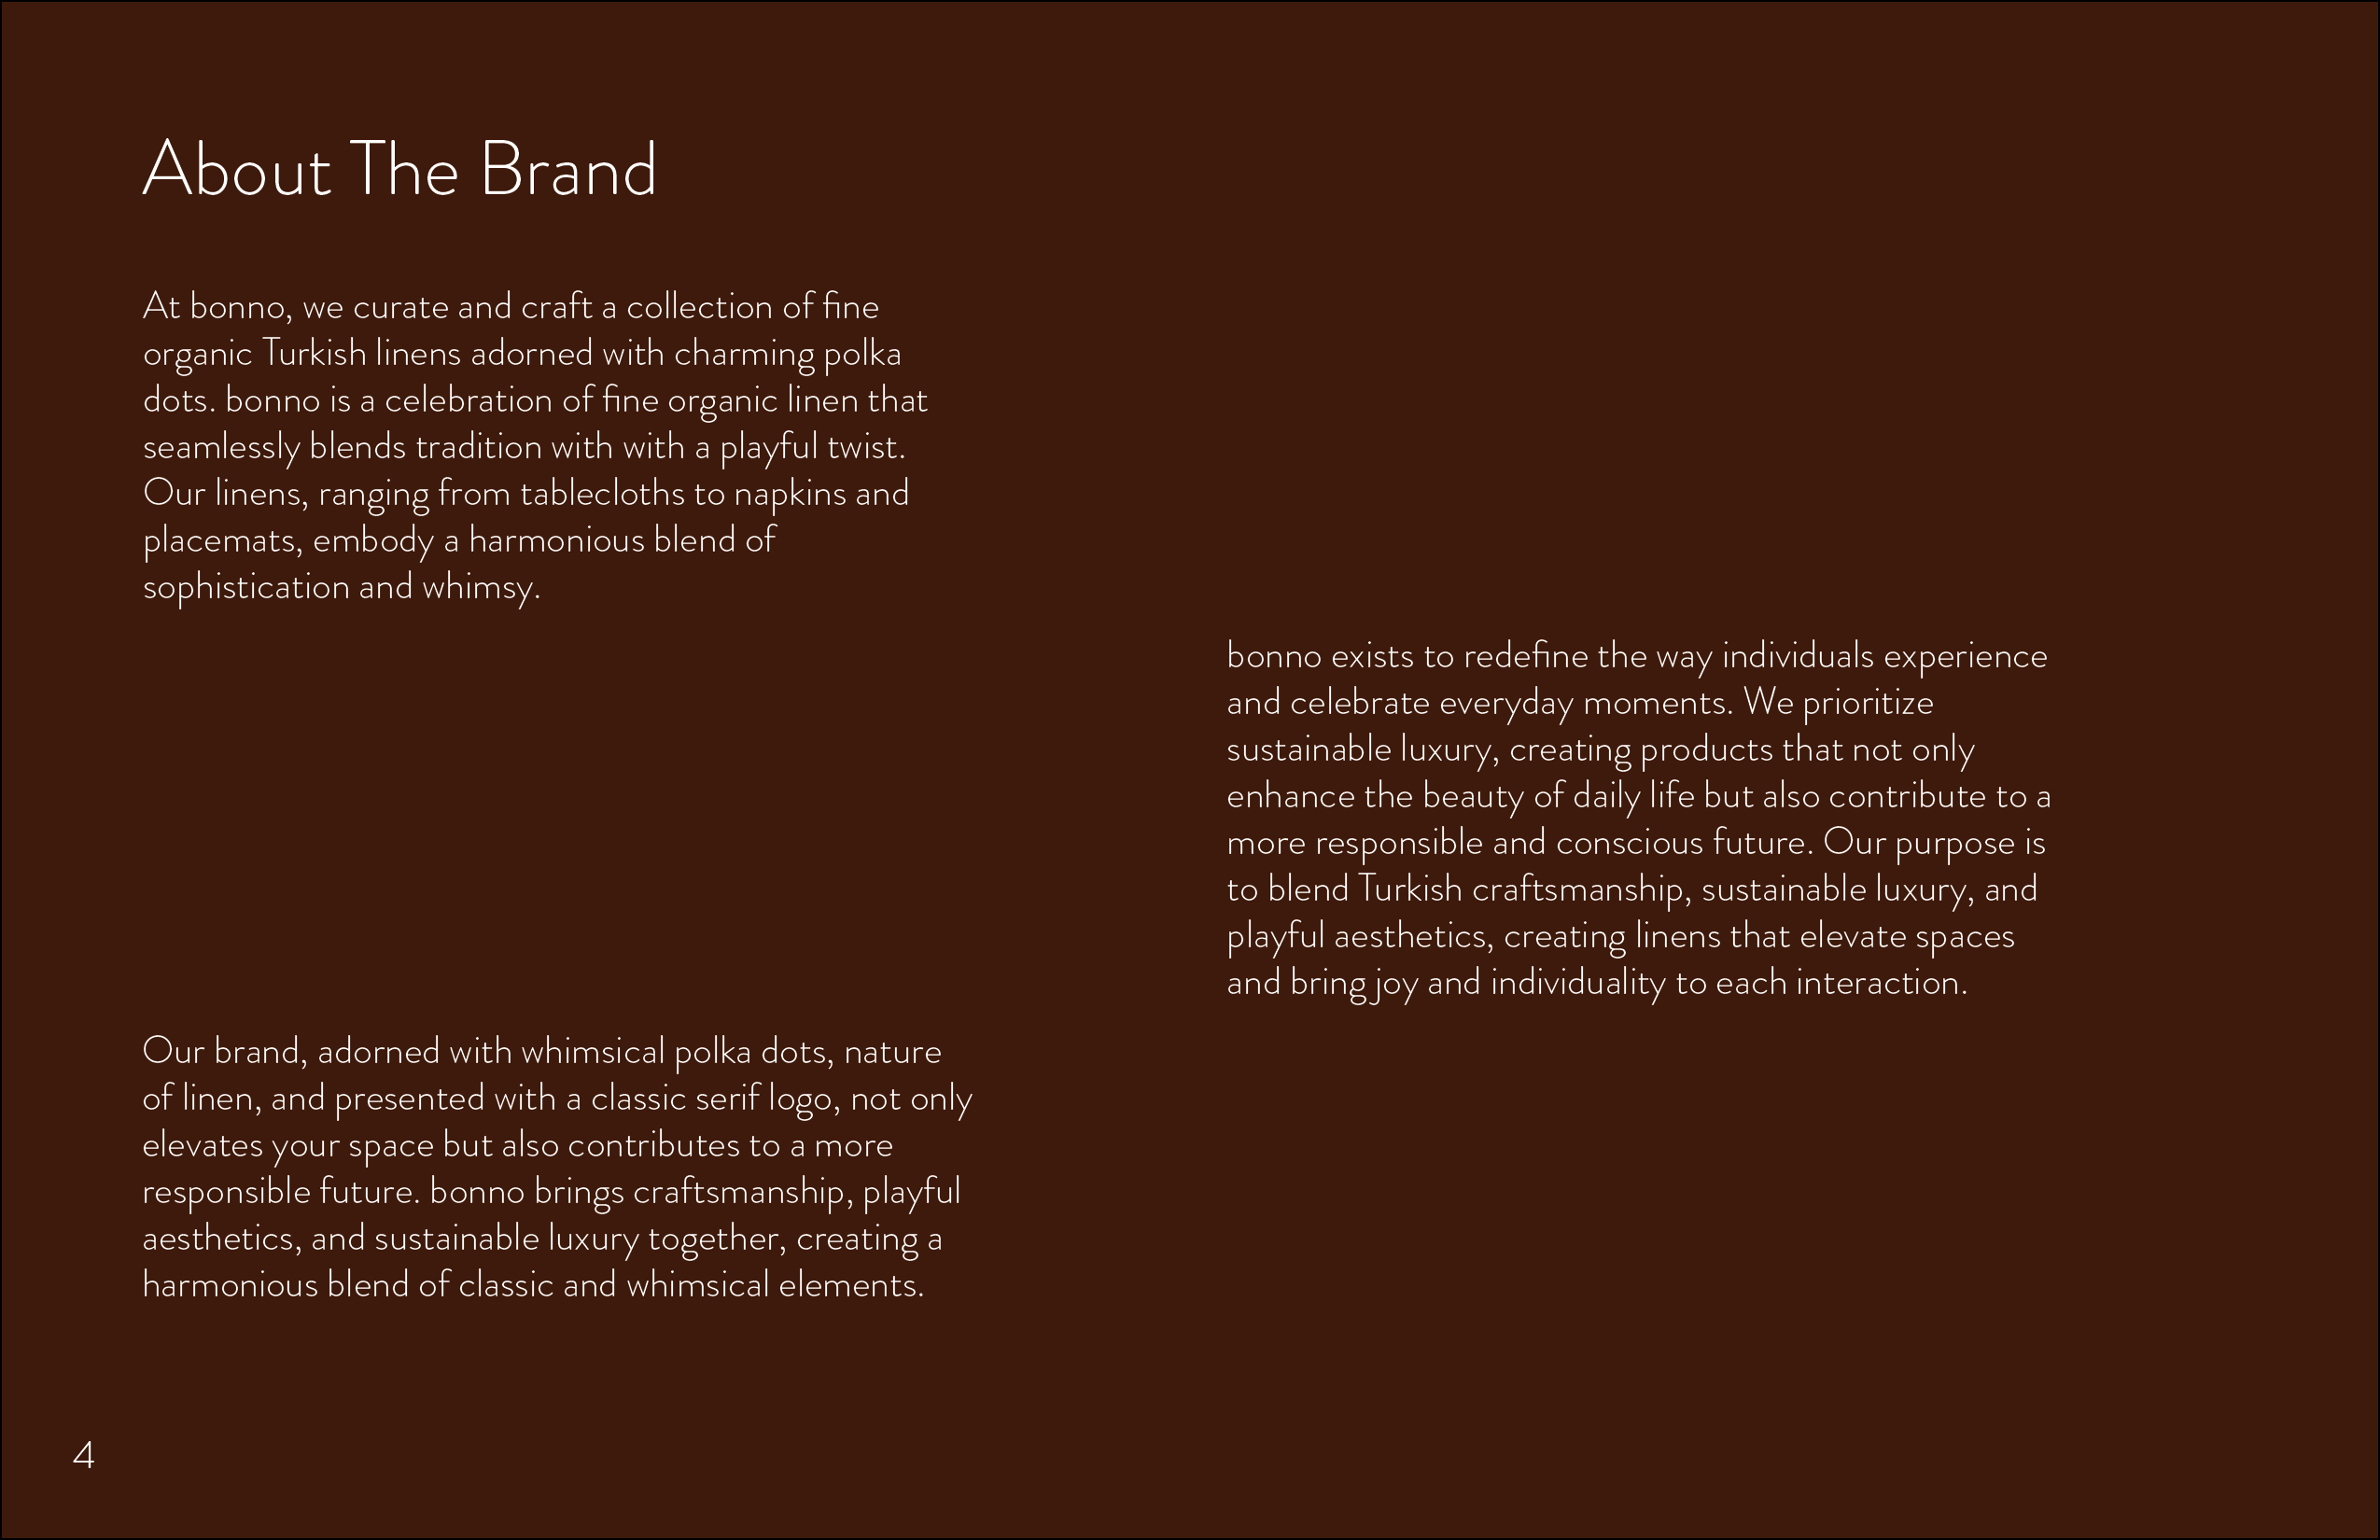 About The Brand
At bonno, we curate and craft a collection of fine
organic Turkish linens adorned with charming polka
dots. bonno is a celebration of fine organic linen that
seamlessly blends tradition with with a playful twist.
Our linens, ranging from tablecloths to napkins and
placemats, embody a harmonious blend of
sophistication and whimsy.
bonno exists to redefine the way individuals experience
and celebrate everyday moments. We prioritize
sustainable luxury, creating products that not only
enhance the beauty of daily life but also contribute to a
more responsible and conscious future. Our purpose is
to blend Turkish craftsmanship, sustainable luxury, and
playful aesthetics, creating linens that elevate spaces
and bring joy and individuality to each interaction.
Our brand, adorned with whimsical polka dots, nature
of linen, and presented with a classic serif logo, not only
elevates your space but also contributes to a more
responsible future. bonno brings craftsmanship, playful
aesthetics, and sustainable luxury together, creating a
harmonious blend of classic and whimsical elements.
4